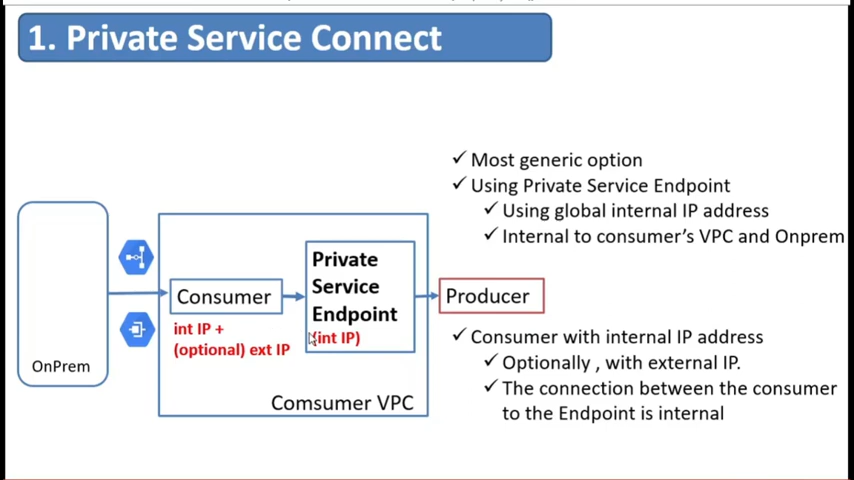 1. Private Service Connect
✓ Most generic option
✓ Using Private Service Endpoint
✓ Using global internal IP address
✓ Internal to consumer's VPC and Onprem
OnPrem
Consumer
int IP +
(optional) ext IP
Private
Service
Endpoint
(int IP)
Comsumer VPC
Producer
✓ Consumer with internal IP address
✓ Optionally , with external IP.
✓ The connection between the consumer
to the Endpoint is internal